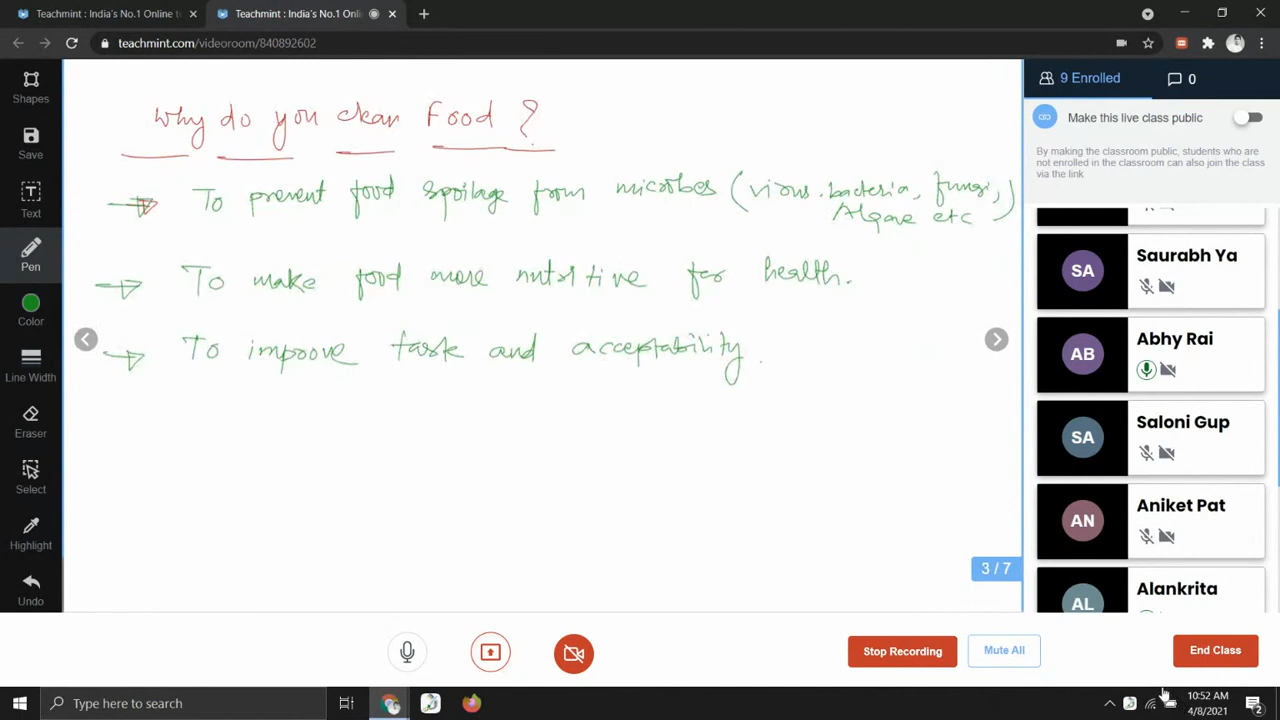 Teachmint : India's No.1 Online t
Teachmint : India's No.1 Onli
teachmint.com/videoroom/840892602
Shapes
Save
Text
Pen
Color
Line Width
Eraser
Select
Highlight
Undo
Why do you clean Food ?
→ To prevent food spoilage from microbes (virus. bacteria, fungi,
Algae etc )
→ To make food more nutritive for health.
→ To improve taste and acceptability.
3 / 7
9 Enrolled
0
Make this live class public
By making the classroom public, students who are
not enrolled in the classroom can also join the class
via the link
SA Saurabh Ya
AB Abhy Rai
SA Saloni Gup
AN Aniket Pat
AL Alankrita
Stop Recording
Mute All
End Class
Type here to search
10:52 AM
4/8/2021
2